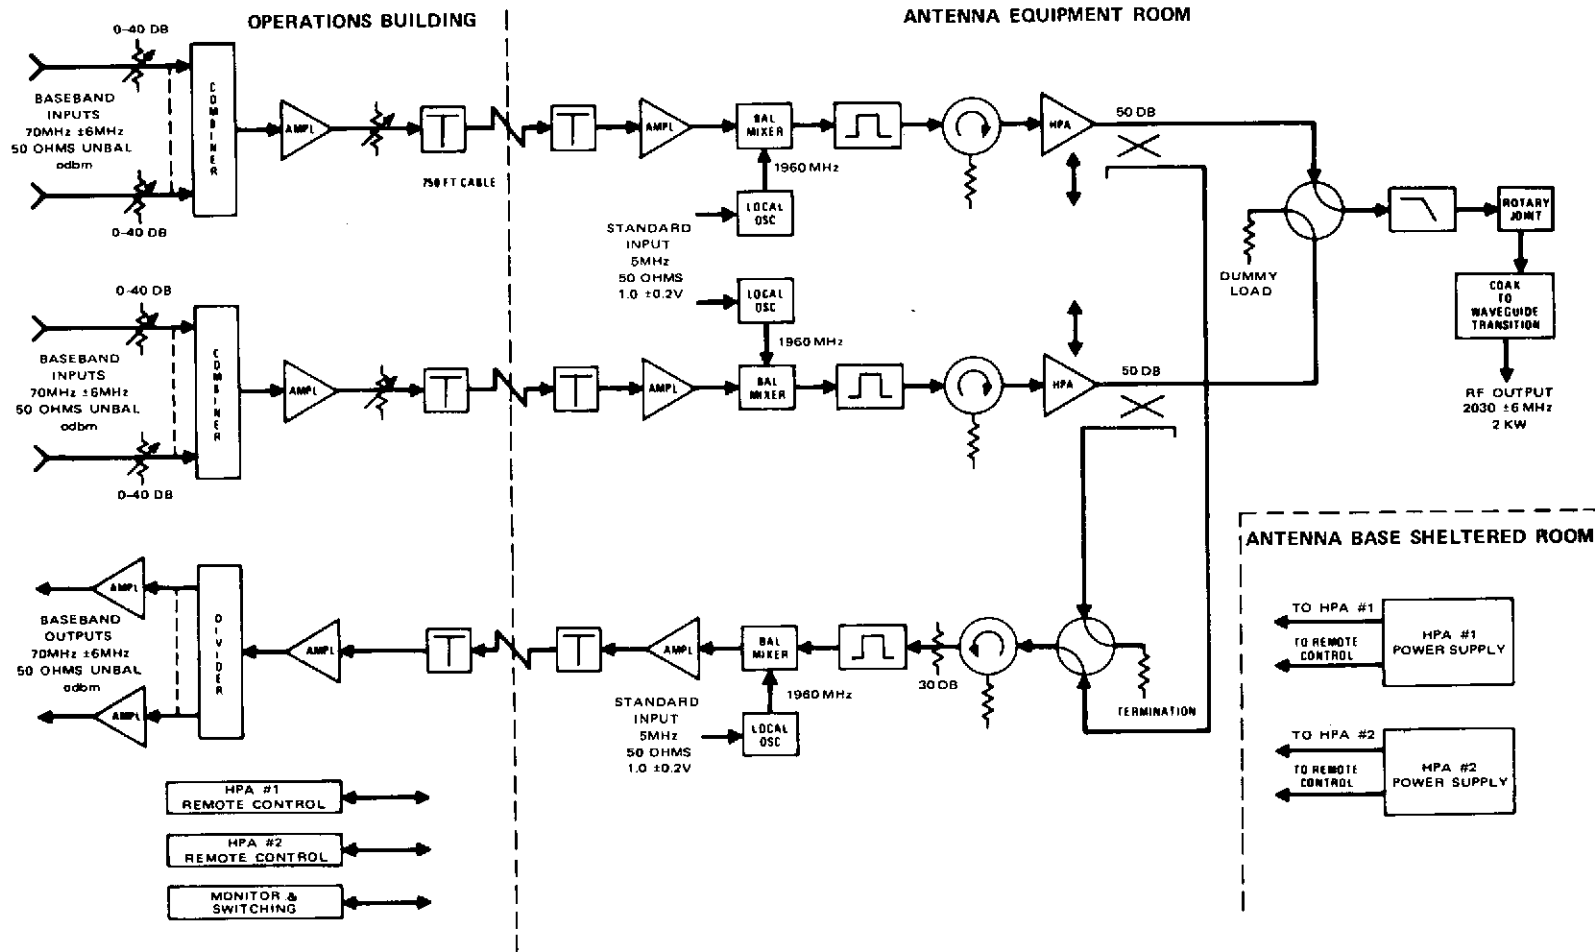 OPERATIONS BUILDING
ANTENNA EQUIPMENT ROOM
0-40 DB
BASEBAND
INPUTS
70MHz ±6MHz
50 OHMS UNBAL
odbm
0-40 DB
COMBINER
AMPL
750 FT CABLE
AMPL
BAL
MIXER
1960 MHz
LOCAL
OSC
STANDARD
INPUT
5MHz
50 OHMS
1.0 ±0.2V
HPA
50 DB
DUMMY
LOAD
ROTARY
JOINT
COAX
TO
WAVEGUIDE
TRANSITION
RF OUTPUT
2030 ±6 MHz
2 KW
0-40 DB
BASEBAND
INPUTS
70MHz ±6MHz
50 OHMS UNBAL
odbm
0-40 DB
COMBINER
AMPL
AMPL
LOCAL
OSC
1960 MHz
BAL
MIXER
HPA
50 DB
AMPL
BASEBAND
OUTPUTS
70MHz ±6MHz
50 OHMS UNBAL
odbm
AMPL
DIVIDER
AMPL
AMPL
BAL
MIXER
1960 MHz
LOCAL
OSC
STANDARD
INPUT
5MHz
50 OHMS
1.0 ±0.2V
30 DB
TERMINATION
ANTENNA BASE SHELTERED ROOM
TO HPA #1
TO REMOTE
CONTROL
HPA #1
POWER SUPPLY
TO HPA #2
TO REMOTE
CONTROL
HPA #2
POWER SUPPLY
HPA #1
REMOTE CONTROL
HPA #2
REMOTE CONTROL
MONITOR &
SWITCHING